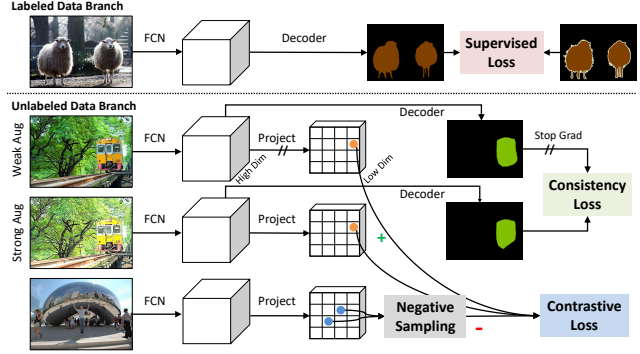 Labeled Data Branch
FCN
Decoder
Supervised
Loss
Unlabeled Data Branch
Weak Aug
FCN
High Dim
Project
Low Dim
Decoder
Stop Grad
Consistency
Loss
Strong Aug
FCN
Project
+
Decoder
FCN
Project
Negative
Sampling
-
Contrastive
Loss